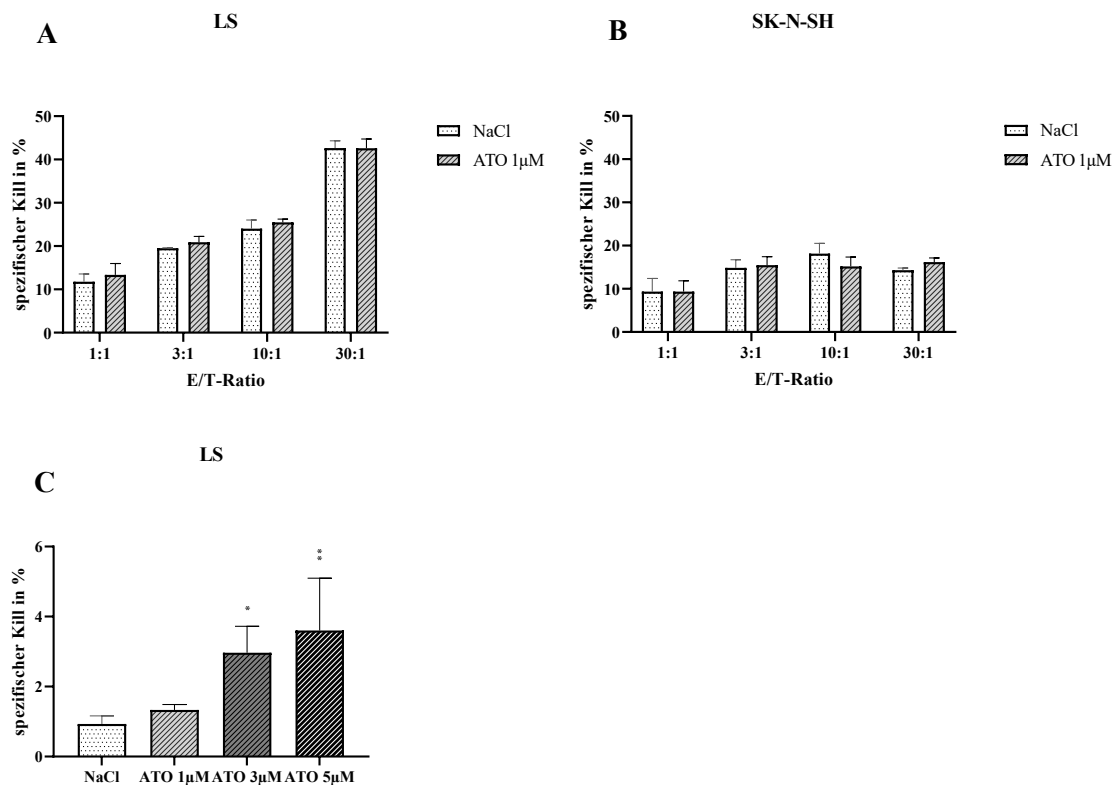 A
LS
spezifischer Kill in %
50
40
30
20
10
0
1:1 3:1 10:1 30:1
E/T-Ratio
NaCl
ATO 1µM
B
SK-N-SH
spezifischer Kill in %
50
40
30
20
10
0
1:1 3:1 10:1 30:1
E/T-Ratio
NaCl
ATO 1µM
C
LS
spezifischer Kill in %
6
4
2
0
*
**
NaCl ATO 1µM ATO 3µM ATO 5µM